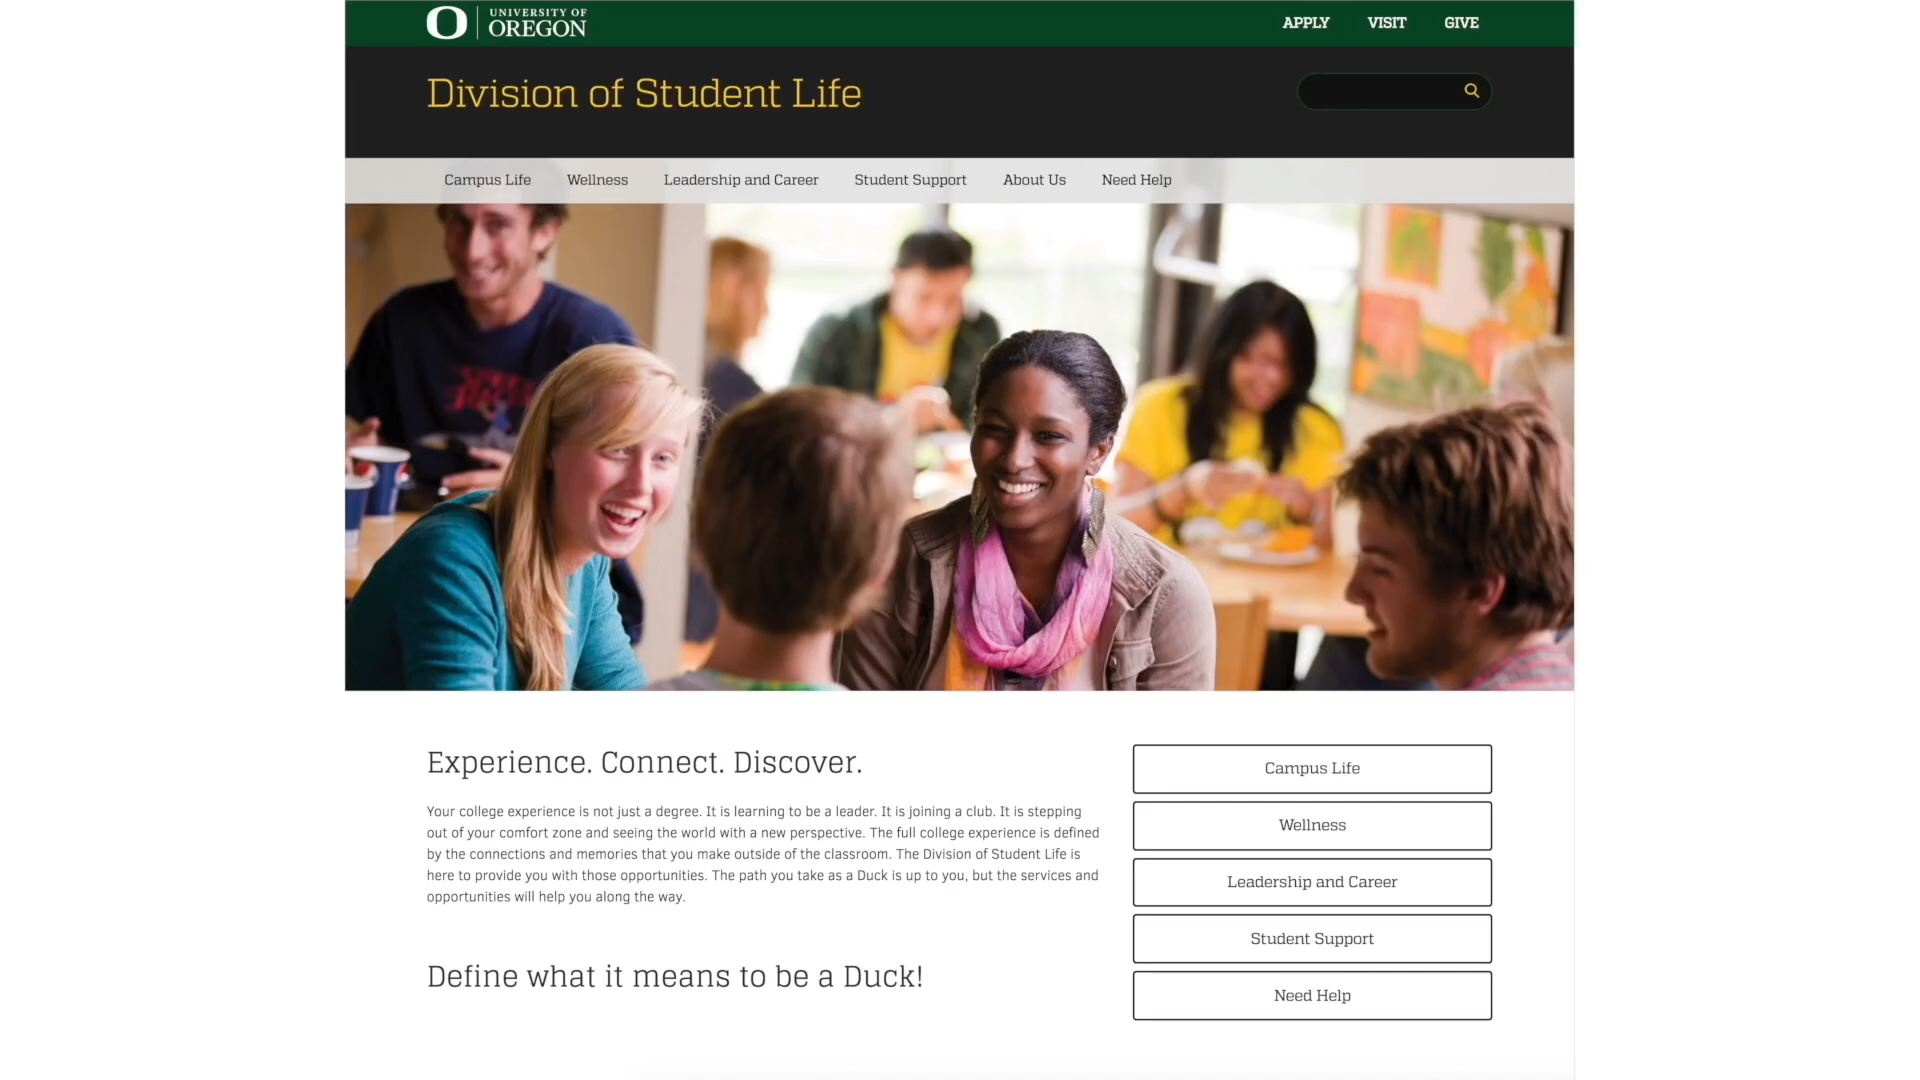 UNIVERSITY OF
OREGON
APPLY
VISIT
GIVE
Division of Student Life
Campus Life
Wellness
Leadership and Career
Student Support
About Us
Need Help
Experience. Connect. Discover.
Your college experience is not just a degree. It is learning to be a leader. It is joining a club. It is stepping
out of your comfort zone and seeing the world with a new perspective. The full college experience is defined
by the connections and memories that you make outside of the classroom. The Division of Student Life is
here to provide you with those opportunities. The path you take as a Duck is up to you, but the services and
opportunities will help you along the way.
Define what it means to be a Duck!
Campus Life
Wellness
Leadership and Career
Student Support
Need Help